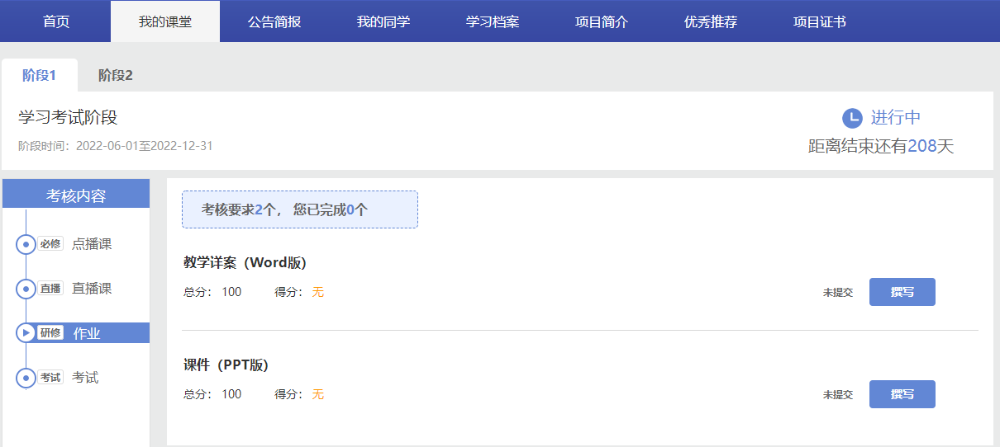 首页 我的课堂 公告简报 我的同学 学习档案 项目简介 优秀推荐 项目证书
阶段1 阶段2
学习考试阶段
进行中
阶段时间：2022-06-01至2022-12-31
距离结束还有208天
考核内容
必修 点播课
直播 直播课
研修 作业
考试 考试
考核要求2个， 您已完成0个
教学详案（Word版）
总分： 100 得分： 无 未提交 撰写
课件（PPT版）
总分： 100 得分： 无 未提交 撰写